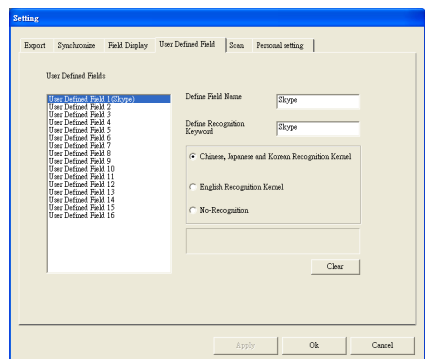 Setting
Export Synchronize Field Display User Defined Field Scan Personal setting
User Defined Fields
User Defined Field 1(Skype)
User Defined Field 2
User Defined Field 3
User Defined Field 4
User Defined Field 5
User Defined Field 6
User Defined Field 7
User Defined Field 8
User Defined Field 9
User Defined Field 10
User Defined Field 11
User Defined Field 12
User Defined Field 13
User Defined Field 14
User Defined Field 15
User Defined Field 16
Define Field Name
Skype
Define Recognition
Keyword
Skype
Chinese, Japanese and Korean Recognition Kernel
English Recognition Kernel
No-Recognition
Clear
Apply Ok Cancel